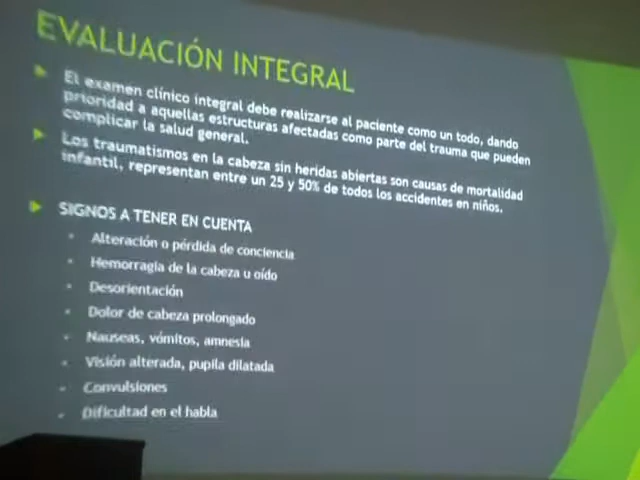 EVALUACIÓN INTEGRAL
El examen clínico integral debe realizarse al paciente como un todo, dando
prioridad a aquellas estructuras afectadas como parte del trauma que pueden
complicar la salud general.
Los traumatismos en la cabeza sin heridas abiertas son causas de mortalidad
infantil, representan entre un 25 y 50% de todos los accidentes en niños.
SIGNOS A TENER EN CUENTA
Alteración o pérdida de conciencia
Hemorragia de la cabeza u oído
Desorientación
Dolor de cabeza prolongado
Nauseas, vómitos, amnesia
Visión alterada, pupila dilatada
Convulsiones
Dificultad en el habla